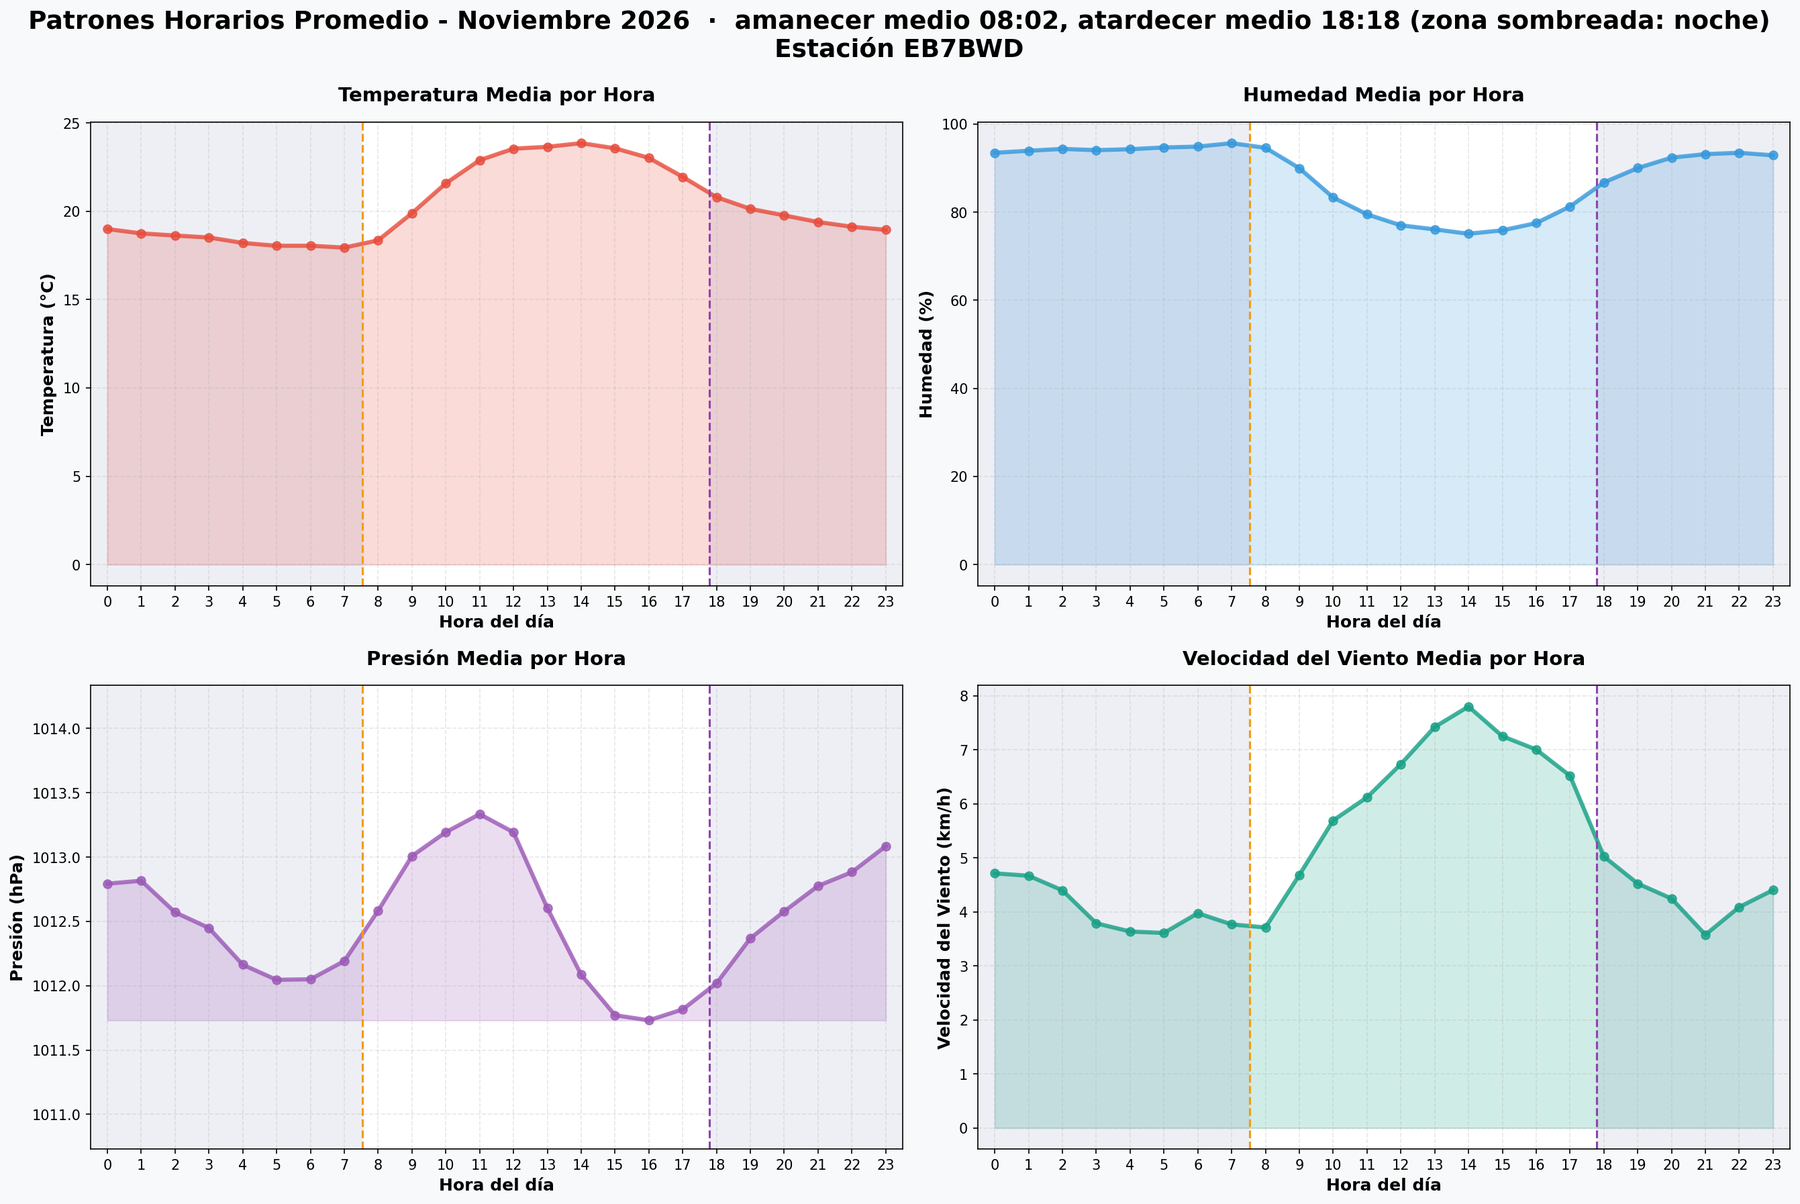 Patrones Horarios Promedio - Noviembre 2026  ·  amanecer medio 08:02, atardecer medio 18:18 (zona sombreada: noche)
Estación EB7BWD
Temperatura Media por Hora
Temperatura (°C)
25
20
15
10
5
0
0 1 2 3 4 5 6 7 8 9 10 11 12 13 14 15 16 17 18 19 20 21 22 23
Hora del día
Humedad Media por Hora
Humedad (%)
100
80
60
40
20
0
0 1 2 3 4 5 6 7 8 9 10 11 12 13 14 15 16 17 18 19 20 21 22 23
Hora del día
Presión Media por Hora
Presión (hPa)
1014.0
1013.5
1013.0
1012.5
1012.0
1011.5
1011.0
0 1 2 3 4 5 6 7 8 9 10 11 12 13 14 15 16 17 18 19 20 21 22 23
Hora del día
Velocidad del Viento Media por Hora
Velocidad del Viento (km/h)
8
7
6
5
4
3
2
1
0
0 1 2 3 4 5 6 7 8 9 10 11 12 13 14 15 16 17 18 19 20 21 22 23
Hora del día